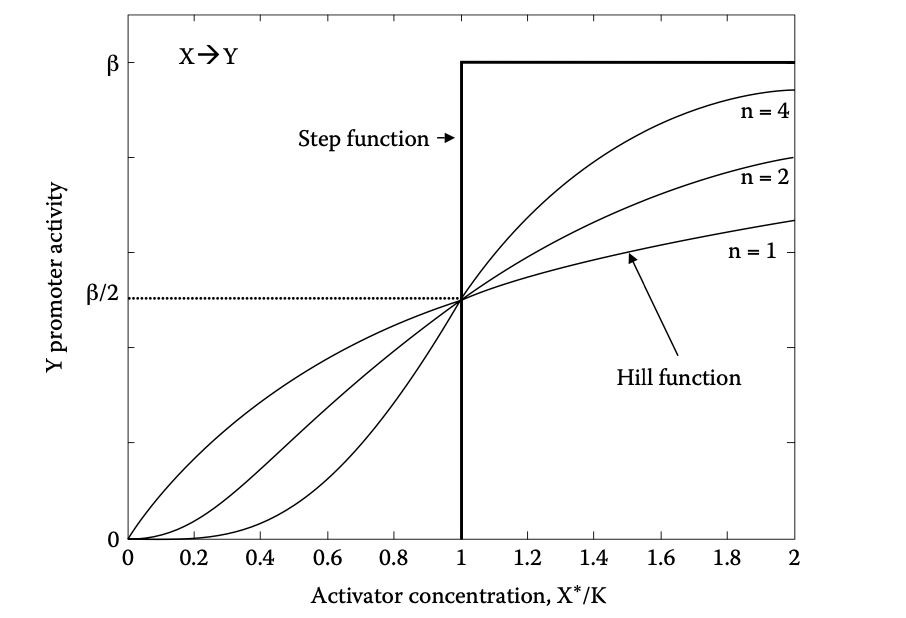 X→Y
β
n = 4
Step function
n = 2
n = 1
β/2
Hill function
Y promoter activity
0
0 0.2 0.4 0.6 0.8 1 1.2 1.4 1.6 1.8 2
Activator concentration, X*/K